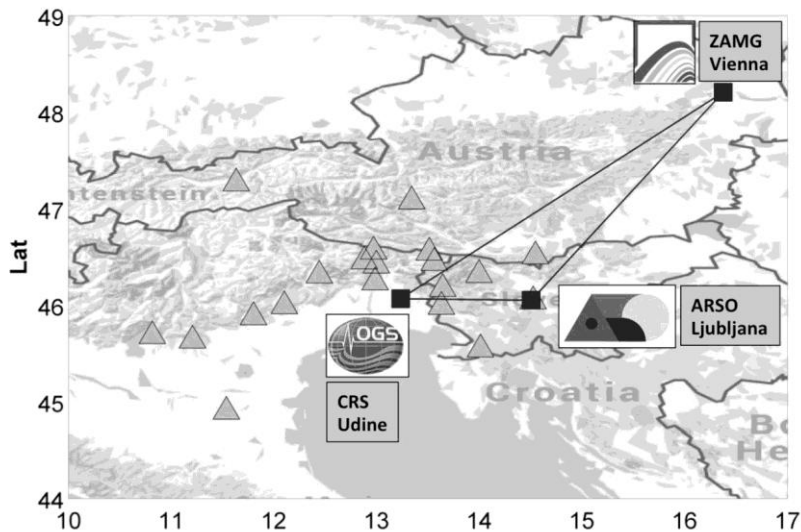 49
ZAMG
Vienna
48
Austria
47
ntenstein
Lat
46
ARSO
Ljubljana
OGS
CRS
Udine
45
Croatia
Bo
He
44
10 11 12 13 14 15 16 17